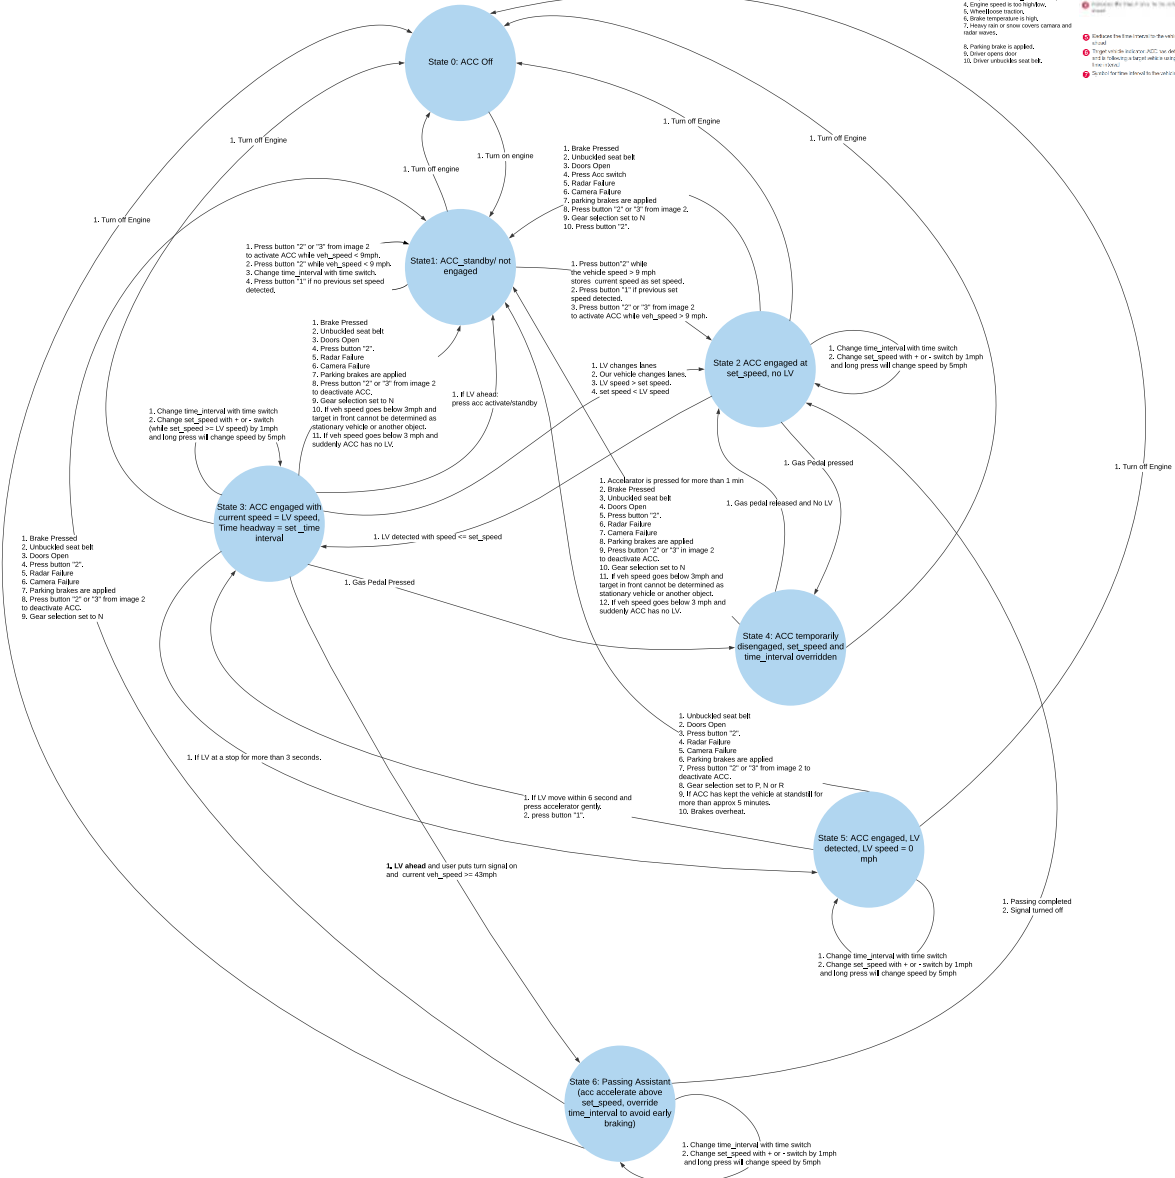 4. Engine speed is too high/low.
5. Wheel loose traction.
6. Brake temperature is high.
7. Heavy rain or snow covers camara and
radar waves.
8. Parking brake is applied.
9. Driver opens door
10. Driver unbuckles seat belt.
5 Reduces the time interval to the vehi
ahead
6 Target vehicle indicator: ACC has det
and is following a target vehicle using
time interval
7 Symbol for time interval to the vehicle
State 0: ACC Off
1. Turn off Engine
1. Turn off Engine
1. Turn off Engine
1. Turn off Engine
1. Turn off engine
1. Turn on engine
1. Brake Pressed
2. Unbuckled seat belt
3. Doors Open
4. Press Acc switch
5. Radar Failure
6. Camera Failure
7. parking brakes are applied
8. Press button "2" or "3" from image 2.
9. Gear selection set to N
10. Press button "2".
State1: ACC_standby/ not
engaged
1. Press button "2" or "3" from image 2
to activate ACC while veh_speed < 9mph.
2. Press button "2" while veh_speed < 9 mph.
3. Change time_interval with time switch.
4. Press button "1" if no previous set speed
detected.
1. Press button"2" while
the vehicle speed > 9 mph
stores current speed as set speed.
2. Press button "1" if previous set
speed detected.
3. Press button "2" or "3" from image 2
to activate ACC while veh_speed > 9 mph.
1. Brake Pressed
2. Unbuckled seat belt
3. Doors Open
4. Press button "2".
5. Radar Failure
6. Camera Failure
7. Parking brakes are applied
8. Press button "2" or "3" from image 2
to deactivate ACC.
9. Gear selection set to N
10. If veh speed goes below 3mph and
target in front cannot be determined as
stationary vehicle or another object.
11. If veh speed goes below 3 mph and
suddenly ACC has no LV.
1. If LV ahead:
press acc activate/standby
1. LV changes lanes
2. Our vehicle changes lanes.
3. LV speed > set speed.
4. set speed < LV speed
State 2 ACC engaged at
set_speed, no LV
1. Change time_interval with time switch
2. Change set_speed with + or - switch by 1mph
and long press will change speed by 5mph
1. Change time_interval with time switch
2. Change set_speed with + or - switch
(while set_speed >= LV speed) by 1mph
and long press will change speed by 5mph
1. Turn off Engine
1. Gas Pedal pressed
State 3: ACC engaged with
current speed = LV speed,
Time headway = set _time
interval
1. Accelarator is pressed for more than 1 min
2. Brake Pressed
3. Unbuckled seat belt
4. Doors Open
5. Press button "2".
6. Radar Failure
7. Camera Failure
8. Parking brakes are applied
9. Press button "2" or "3" in image 2
to deactivate ACC.
10. Gear selection set to N
11. If veh speed goes below 3mph and
target in front cannot be determined as
stationary vehicle or another object.
12. If veh speed goes below 3 mph and
suddenly ACC has no LV.
1. Gas pedal released and No LV
1. LV detected with speed <= set_speed
1. Brake Pressed
2. Unbuckled seat belt
3. Doors Open
4. Press button "2".
5. Radar Failure
6. Camera Failure
7. Parking brakes are applied
8. Press button "2" or "3" from image 2
to deactivate ACC.
9. Gear selection set to N
1. Gas Pedal Pressed
State 4: ACC temporarily
disengaged, set_speed and
time_interval overridden
1. Unbuckled seat belt
2. Doors Open
3. Press button "2".
4. Radar Failure
5. Camera Failure
6. Parking brakes are applied
7. Press button "2" or "3" from image 2 to
deactivate ACC.
8. Gear selection set to P, N or R
9. If ACC has kept the vehicle at standstill for
more than approx 5 minutes.
10. Brakes overheat.
1. If LV at a stop for more than 3 seconds.
1. If LV move within 6 second and
press accelerator gently.
2. press button "1".
State 5: ACC engaged, LV
detected, LV speed = 0
mph
1. LV ahead and user puts turn signal on
and current veh_speed >= 43mph
1. Passing completed
2. Signal turned off
1. Change time_interval with time switch
2. Change set_speed with + or - switch by 1mph
and long press will change speed by 5mph
State 6: Passing Assistant
(acc accelerate above
set_speed, override
time_interval to avoid early
braking)
1. Change time_interval with time switch
2. Change set_speed with + or - switch by 1mph
and long press will change speed by 5mph